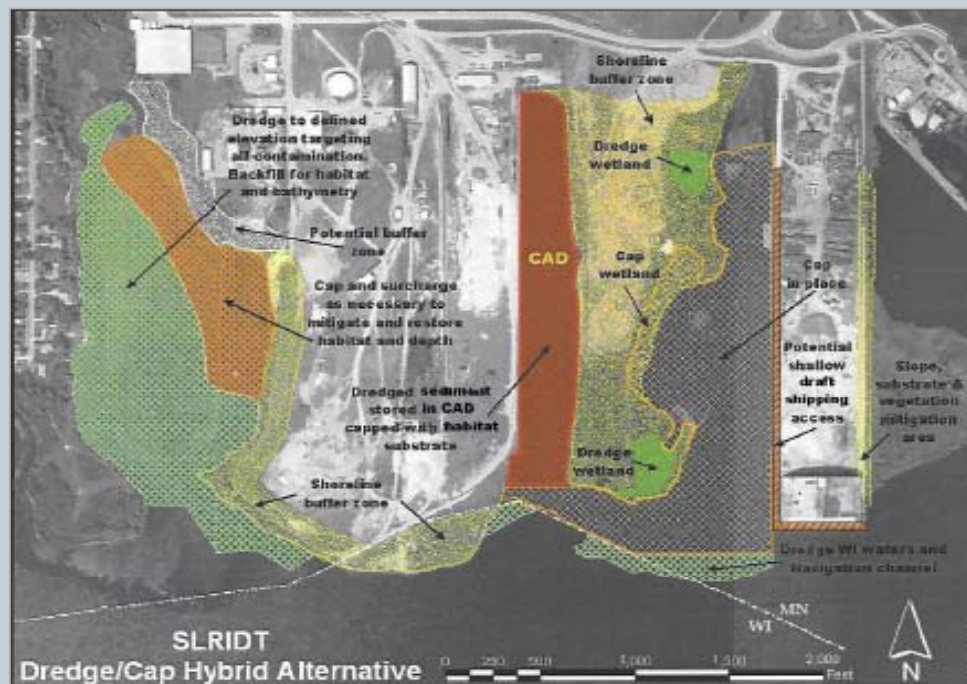 Shoreline
buffer zone
Dredge to defined
elevation targeting
all contamination.
Backfill for habitat
and bathymetry
Dredge
wetland
Potential buffer
zone
CAD
Cap
wetland
Cap
in place
Cap and surcharge
as necessary to
mitigate and restore
habitat and depth
Potential
shallow
draft
shipping
access
Slope,
substrate &
vegetation
mitigation
area
Dredged sediment
stored in CAD
capped with habitat
substrate
Dredge
wetland
Shoreline
buffer zone
Dredge WI waters and
Navigation channel
MN
WI
SLRIDT
Dredge/Cap Hybrid Alternative
0 250 500 1,000 1,500 2,000
Feet
N